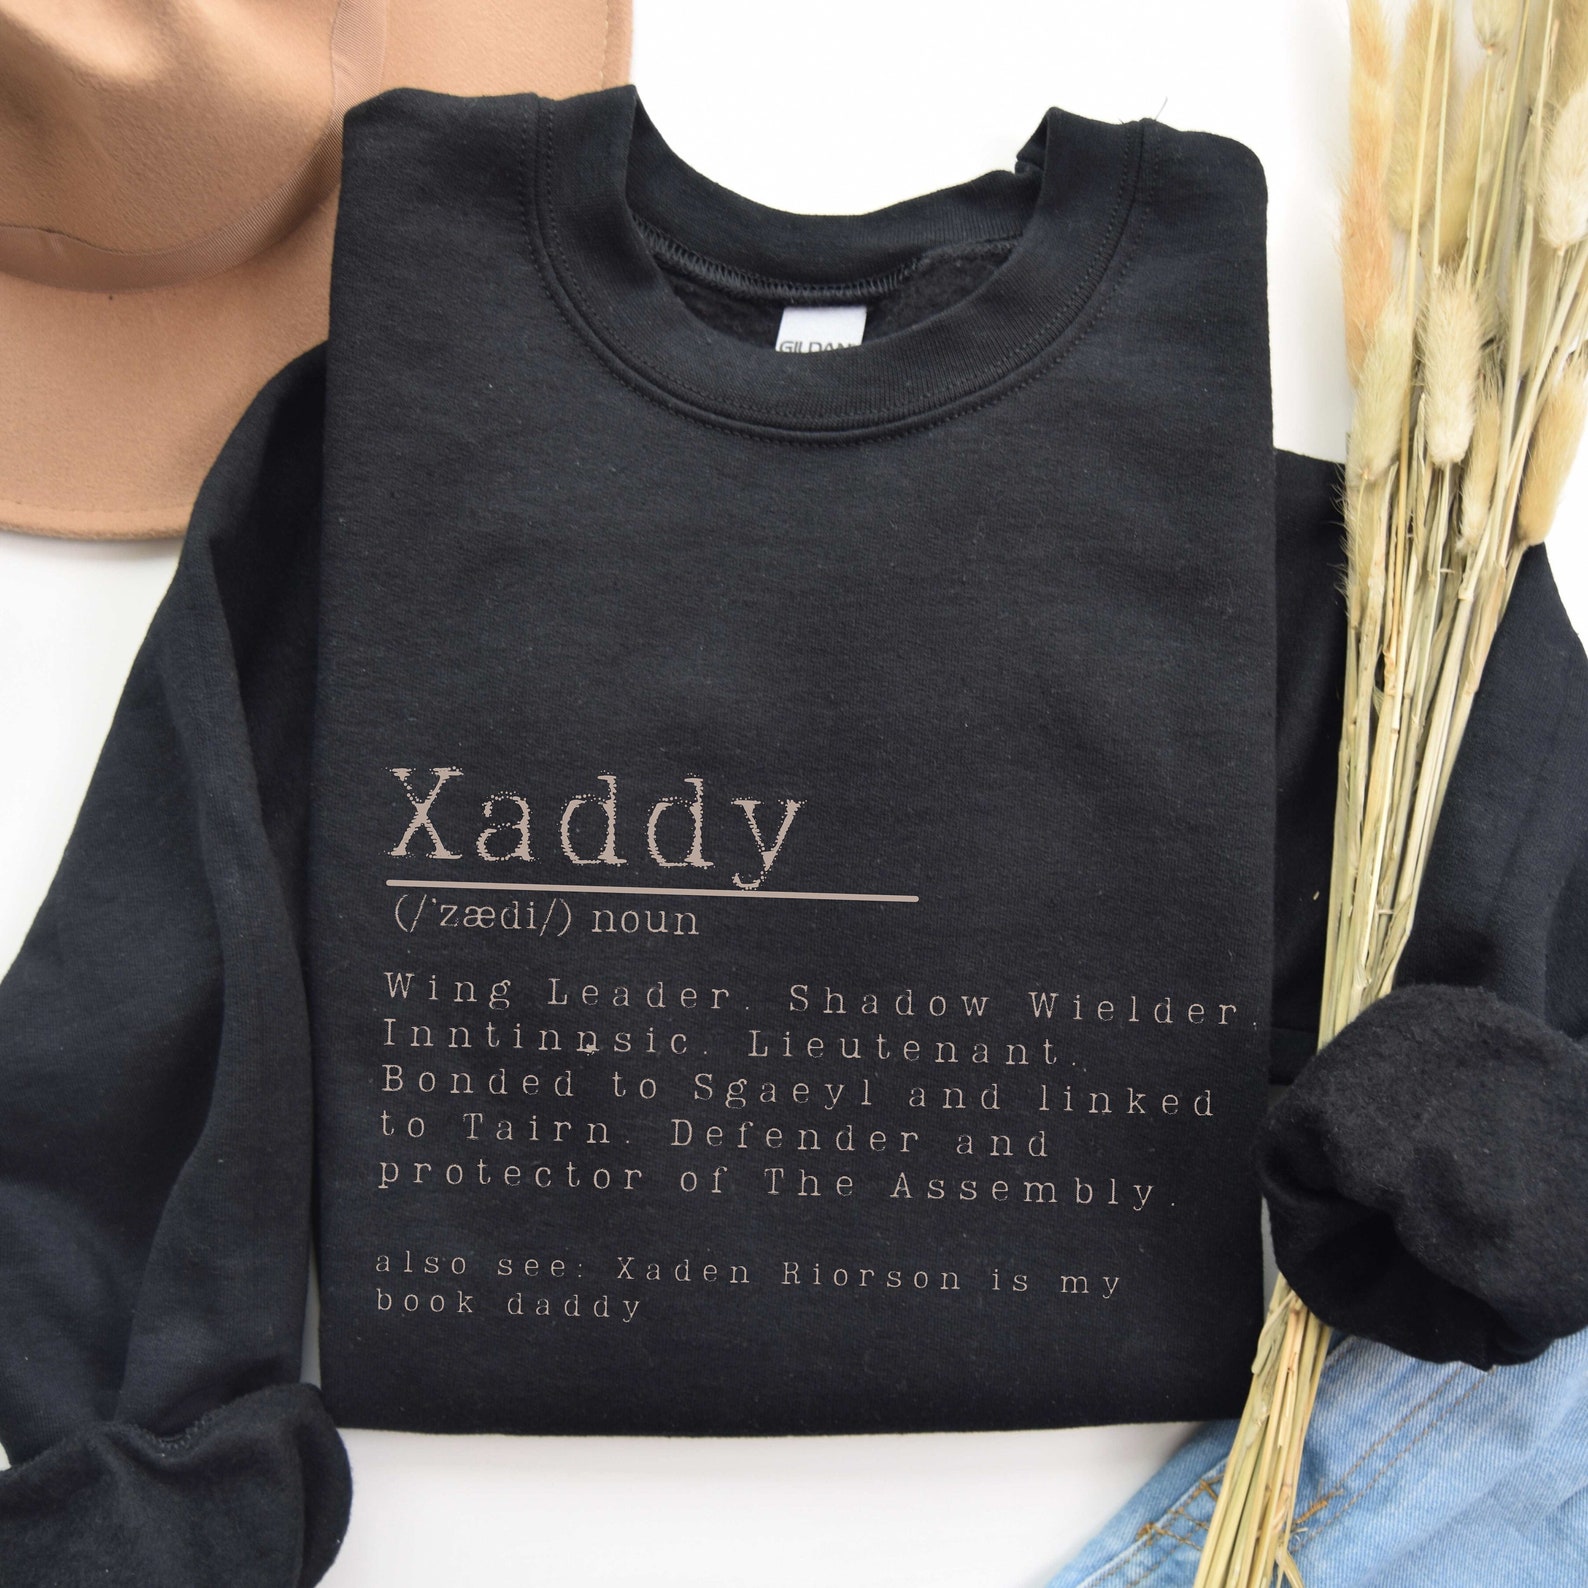 GILDAN
Xaddy
(/ˈzædi/) noun
Wing Leader. Shadow Wielder.
Inntinnsic. Lieutenant.
Bonded to Sgaeyl and linked
to Tairn. Defender and
protector of The Assembly.
also see: Xaden Riorson is my
book daddy